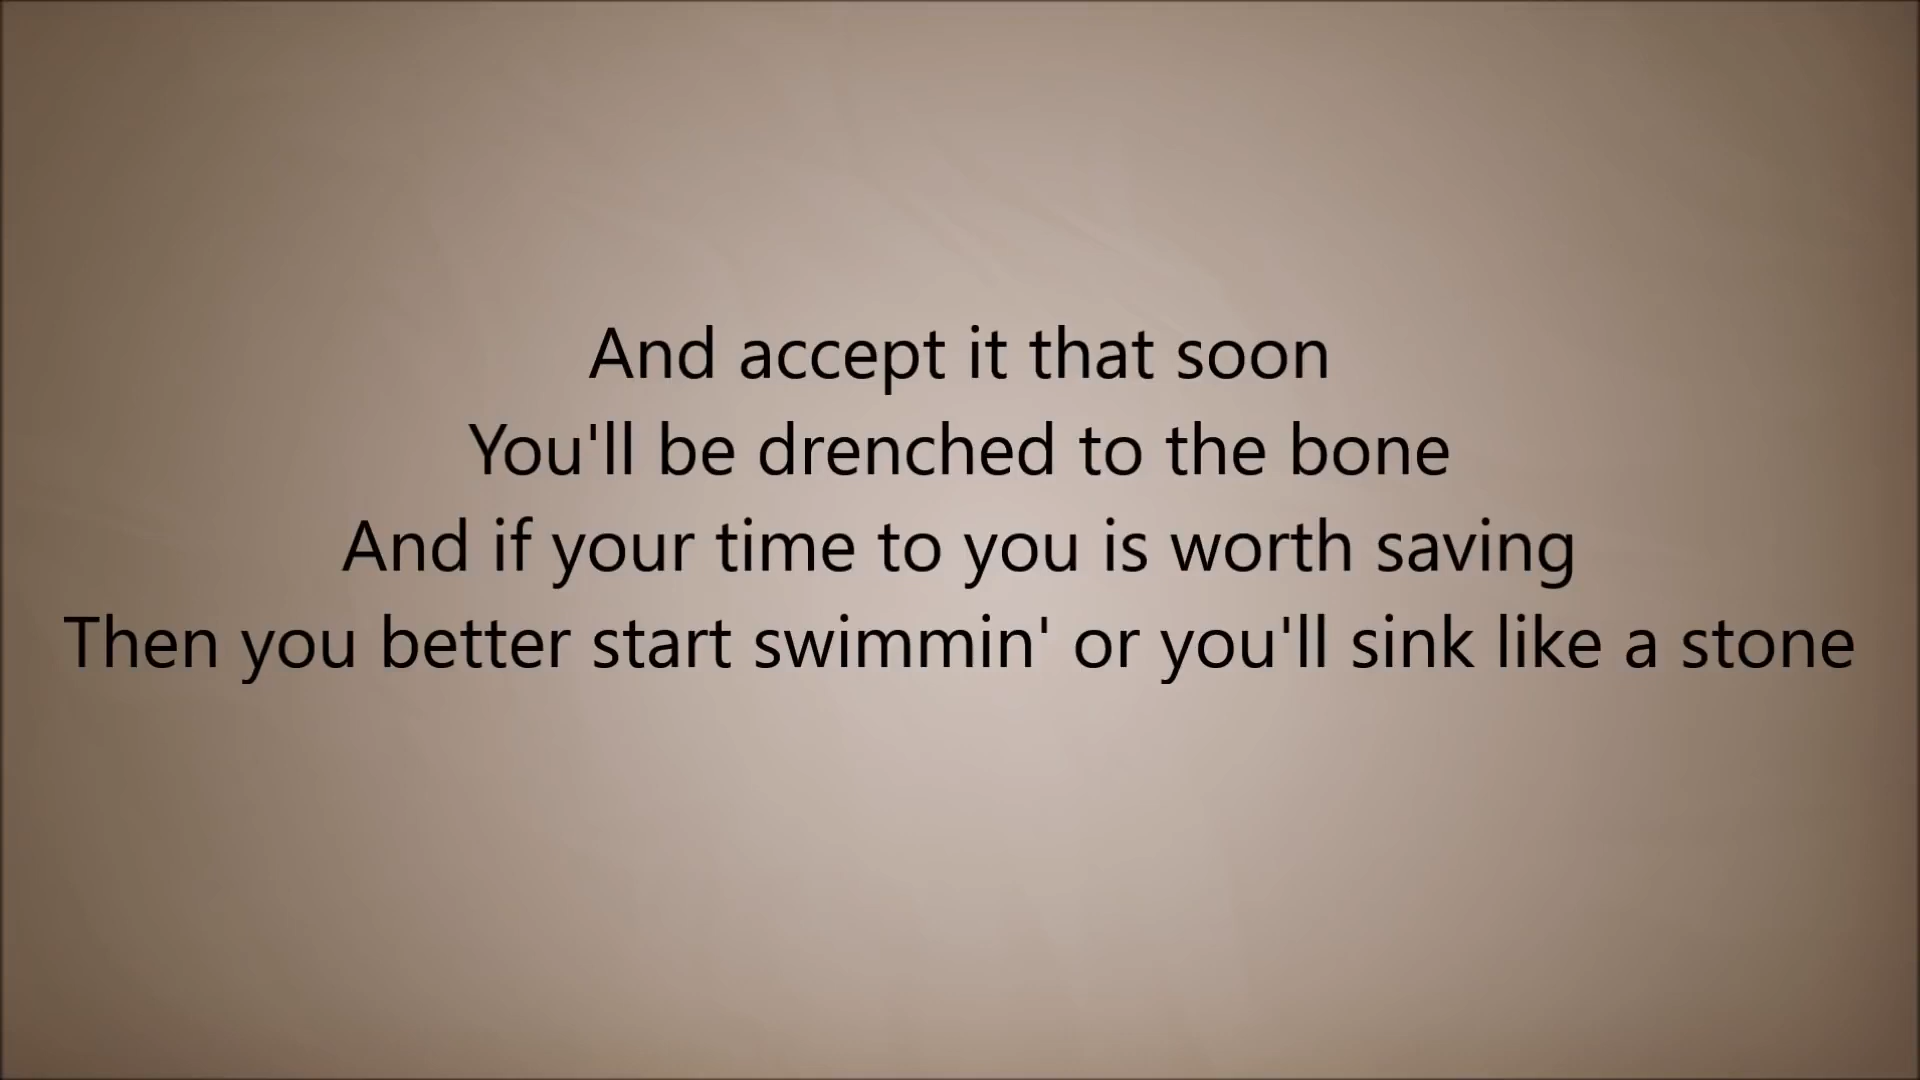 And accept it that soon
You'll be drenched to the bone
And if your time to you is worth saving
Then you better start swimmin' or you'll sink like a stone